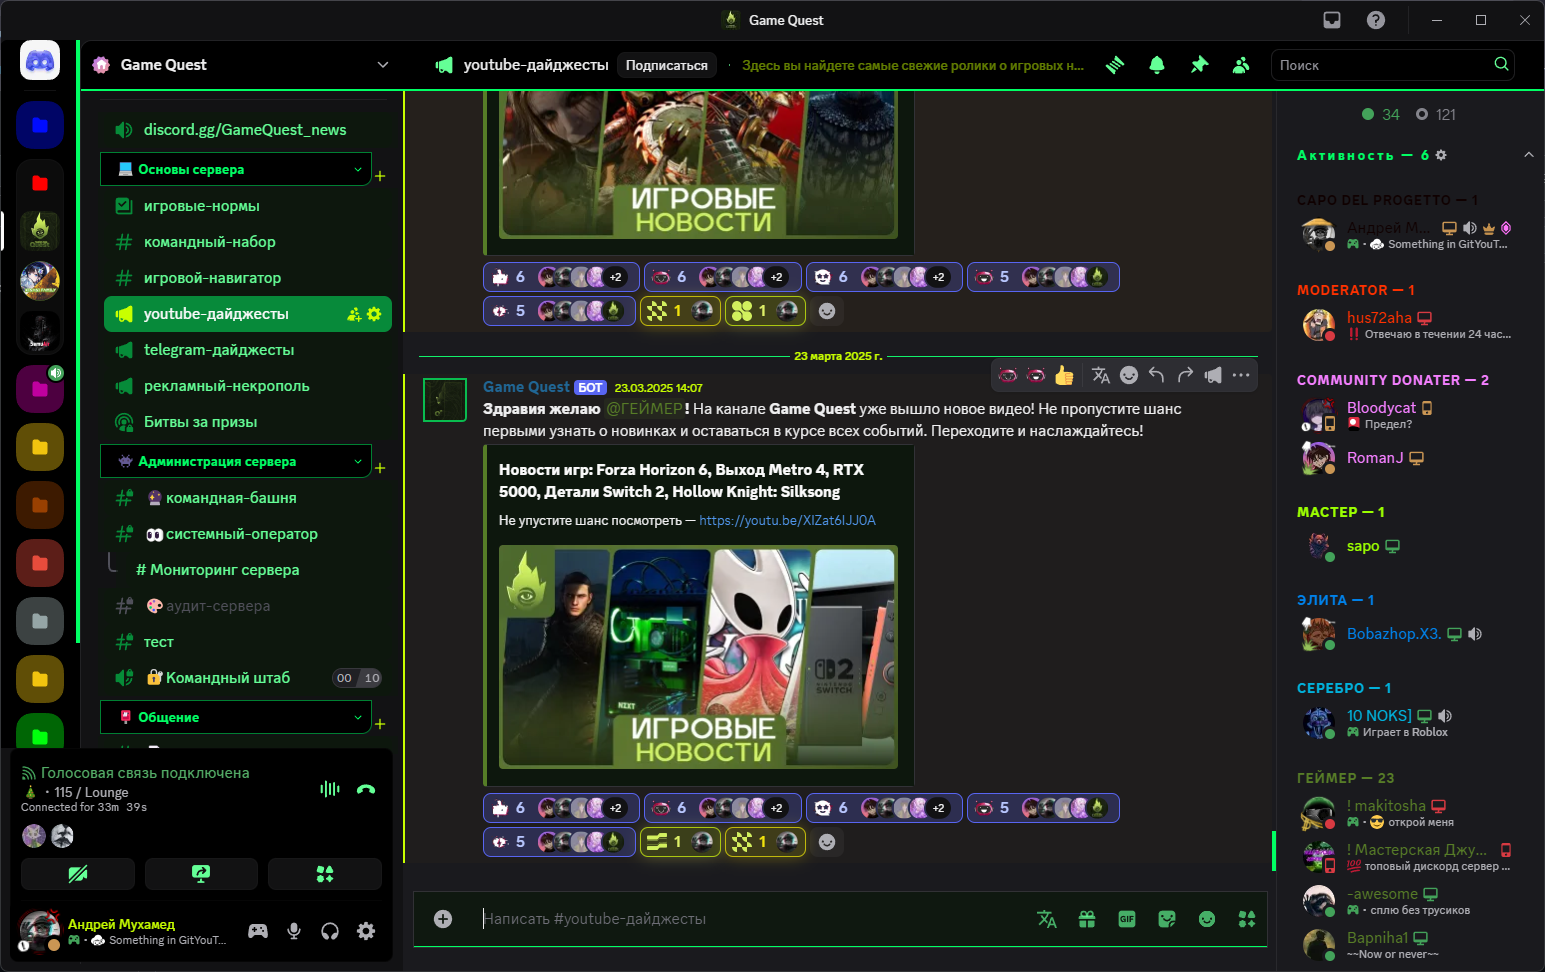 Game Quest
Game Quest
youtube-дайджесты
Подписаться
Здесь вы найдете самые свежие ролики о игровых н...
Поиск
discord.gg/GameQuest_news
Основы сервера
игровые-нормы
командный-набор
игровой-навигатор
youtube-дайджесты
telegram-дайджесты
рекламный-некрополь
Битвы за призы
Администрация сервера
командная-башня
системный-оператор
# Мониторинг сервера
аудит-сервера
тест
Командный штаб
00 10
Общение
Голосовая связь подключена
• 115 / Lounge
Connected for 33m 39s
Андрей Мухамед
• Something in GitYouT...
ИГРОВЫЕ
НОВОСТИ
6 +2 6 +2 6 +2 5
5 1 1
23 марта 2025 г.
Game Quest БОТ 23.03.2025 14:07
Здравия желаю @ГЕЙМЕР! На канале Game Quest уже вышло новое видео! Не пропустите шанс
первыми узнать о новинках и оставаться в курсе всех событий. Переходите и наслаждайтесь!
Новости игр: Forza Horizon 6, Выход Metro 4, RTX
5000, Детали Switch 2, Hollow Knight: Silksong
Не упустите шанс посмотреть — https://youtu.be/XIZat6IJJ0A
2
NINTENDO
SWITCH
NZXT
ИГРОВЫЕ
НОВОСТИ
6 +2 6 +2 6 +2 5
5 1 1
Написать #youtube-дайджесты
GIF
34 121
Активность — 6
CAPO DEL PROGETTO — 1
Андрей М...
• Something in GitYouT...
MODERATOR — 1
hus72aha
Отвечаю в течении 24 час...
COMMUNITY DONATER — 2
Bloodycat
Предел?
RomanJ
МАСТЕР — 1
sapo
ЭЛИТА — 1
Bobazhop.X3.
СЕРЕБРО — 1
10 NOKS]
Играет в Roblox
ГЕЙМЕР — 23
! makitosha
• открой меня
! Мастерская Джу...
100 топовый дискорд сервер ...
-awesome
• сплю без трусиков
Bapniha1
~~Now or never~~